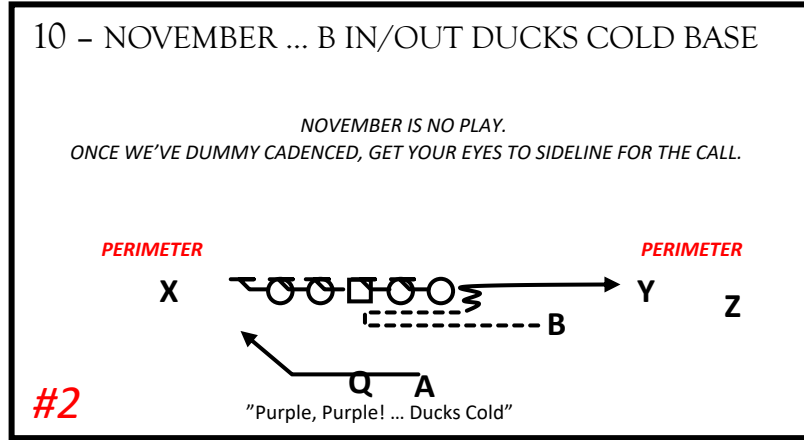 10 – NOVEMBER ... B IN/OUT DUCKS COLD BASE
NOVEMBER IS NO PLAY.
ONCE WE'VE DUMMY CADENCED, GET YOUR EYES TO SIDELINE FOR THE CALL.
PERIMETER PERIMETER
X Y Z
B
Q A
#2
”Purple, Purple! ... Ducks Cold”